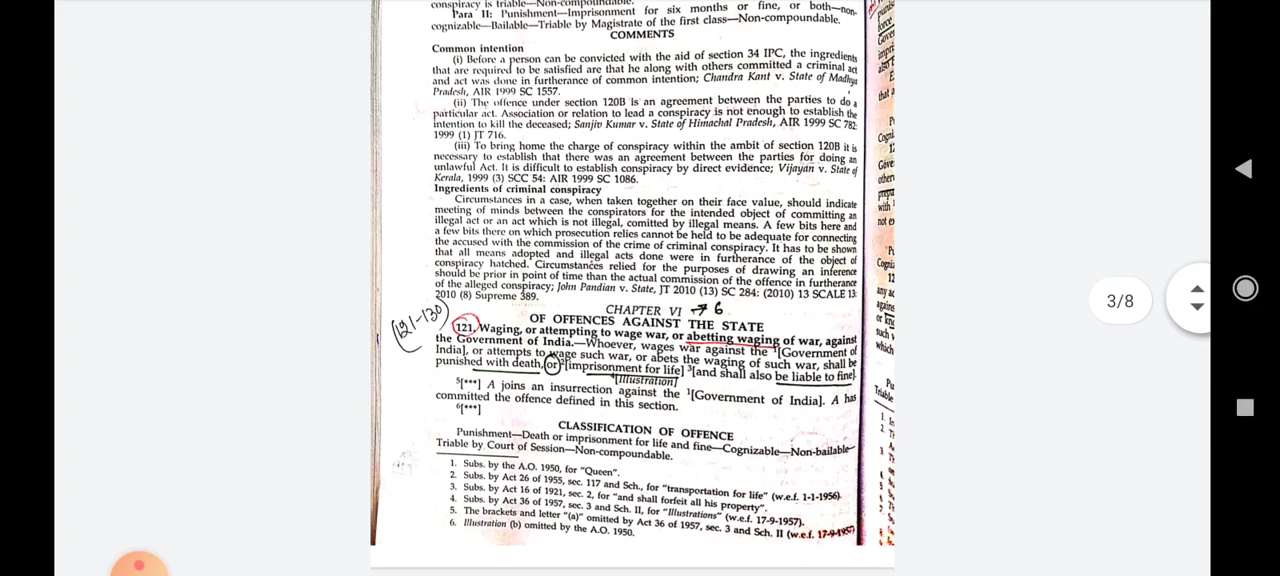 conspiracy is triable—Non-compoundable.
Para II: Punishment—Imprisonment for six months or fine, or both—non-
cognizable—Bailable—Triable by Magistrate of the first class—Non-compoundable.
COMMENTS
Common intention
(i) Before a person can be convicted with the aid of section 34 IPC, the ingredients
that are required to be satisfied are that he along with others committed a criminal act
and act was done in furtherance of common intention; Chandra Kant v. State of Madhya
Pradesh, AIR 1999 SC 1557.
(ii) The offence under section 120B is an agreement between the parties to do a
particular act. Association or relation to lead a conspiracy is not enough to establish the
intention to kill the deceased; Sanjiv Kumar v. State of Himachal Pradesh, AIR 1999 SC 782:
1999 (1) JT 716.
(iii) To bring home the charge of conspiracy within the ambit of section 120B it is
necessary to establish that there was an agreement between the parties for doing an
unlawful Act. It is difficult to establish conspiracy by direct evidence; Vijayan v. State of
Kerala, 1999 (3) SCC 54: AIR 1999 SC 1086.
Ingredients of criminal conspiracy
Circumstances in a case, when taken together on their face value, should indicate
meeting of minds between the conspirators for the intended object of committing an
illegal act or an act which is not illegal, comitted by illegal means. A few bits here and
a few bits there on which prosecution relies cannot be held to be adequate for connecting
the accused with the commission of the crime of criminal conspiracy. It has to be shown
that all means adopted and illegal acts done were in furtherance of the object of
conspiracy hatched. Circumstances relied for the purposes of drawing an inference
should be prior in point of time than the actual commission of the offence in furtherance
of the alleged conspiracy; John Pandian v. State, JT 2010 (13) SC 284: (2010) 13 SCALE 13:
2010 (8) Supreme 389.
CHAPTER VI → 6
OF OFFENCES AGAINST THE STATE
(121-130)
121. Waging, or attempting to wage war, or abetting waging of war, against
the Government of India.—Whoever, wages war against the 1[Government of
India], or attempts to wage such war, or abets the waging of such war, shall be
punished with death, or 2[imprisonment for life] 3[and shall also be liable to fine].
4[Illustration]
5[***] A joins an insurrection against the 1[Government of India]. A has
committed the offence defined in this section.
6[***]
CLASSIFICATION OF OFFENCE
Punishment—Death or imprisonment for life and fine—Cognizable—Non-bailable—
Triable by Court of Session—Non-compoundable.
1. Subs. by the A.O. 1950, for "Queen".
2. Subs. by Act 26 of 1955, sec. 117 and Sch., for "transportation for life" (w.e.f. 1-1-1956).
3. Subs. by Act 16 of 1921, sec. 2, for "and shall forfeit all his property".
4. Subs. by Act 36 of 1957, sec. 3 and Sch. II, for "Illustrations" (w.e.f. 17-9-1957).
5. The brackets and letter "(a)" omitted by Act 36 of 1957, sec. 3 and Sch. II (w.e.f. 17-9-1957)
6. Illustration (b) omitted by the A.O. 1950.
3/8